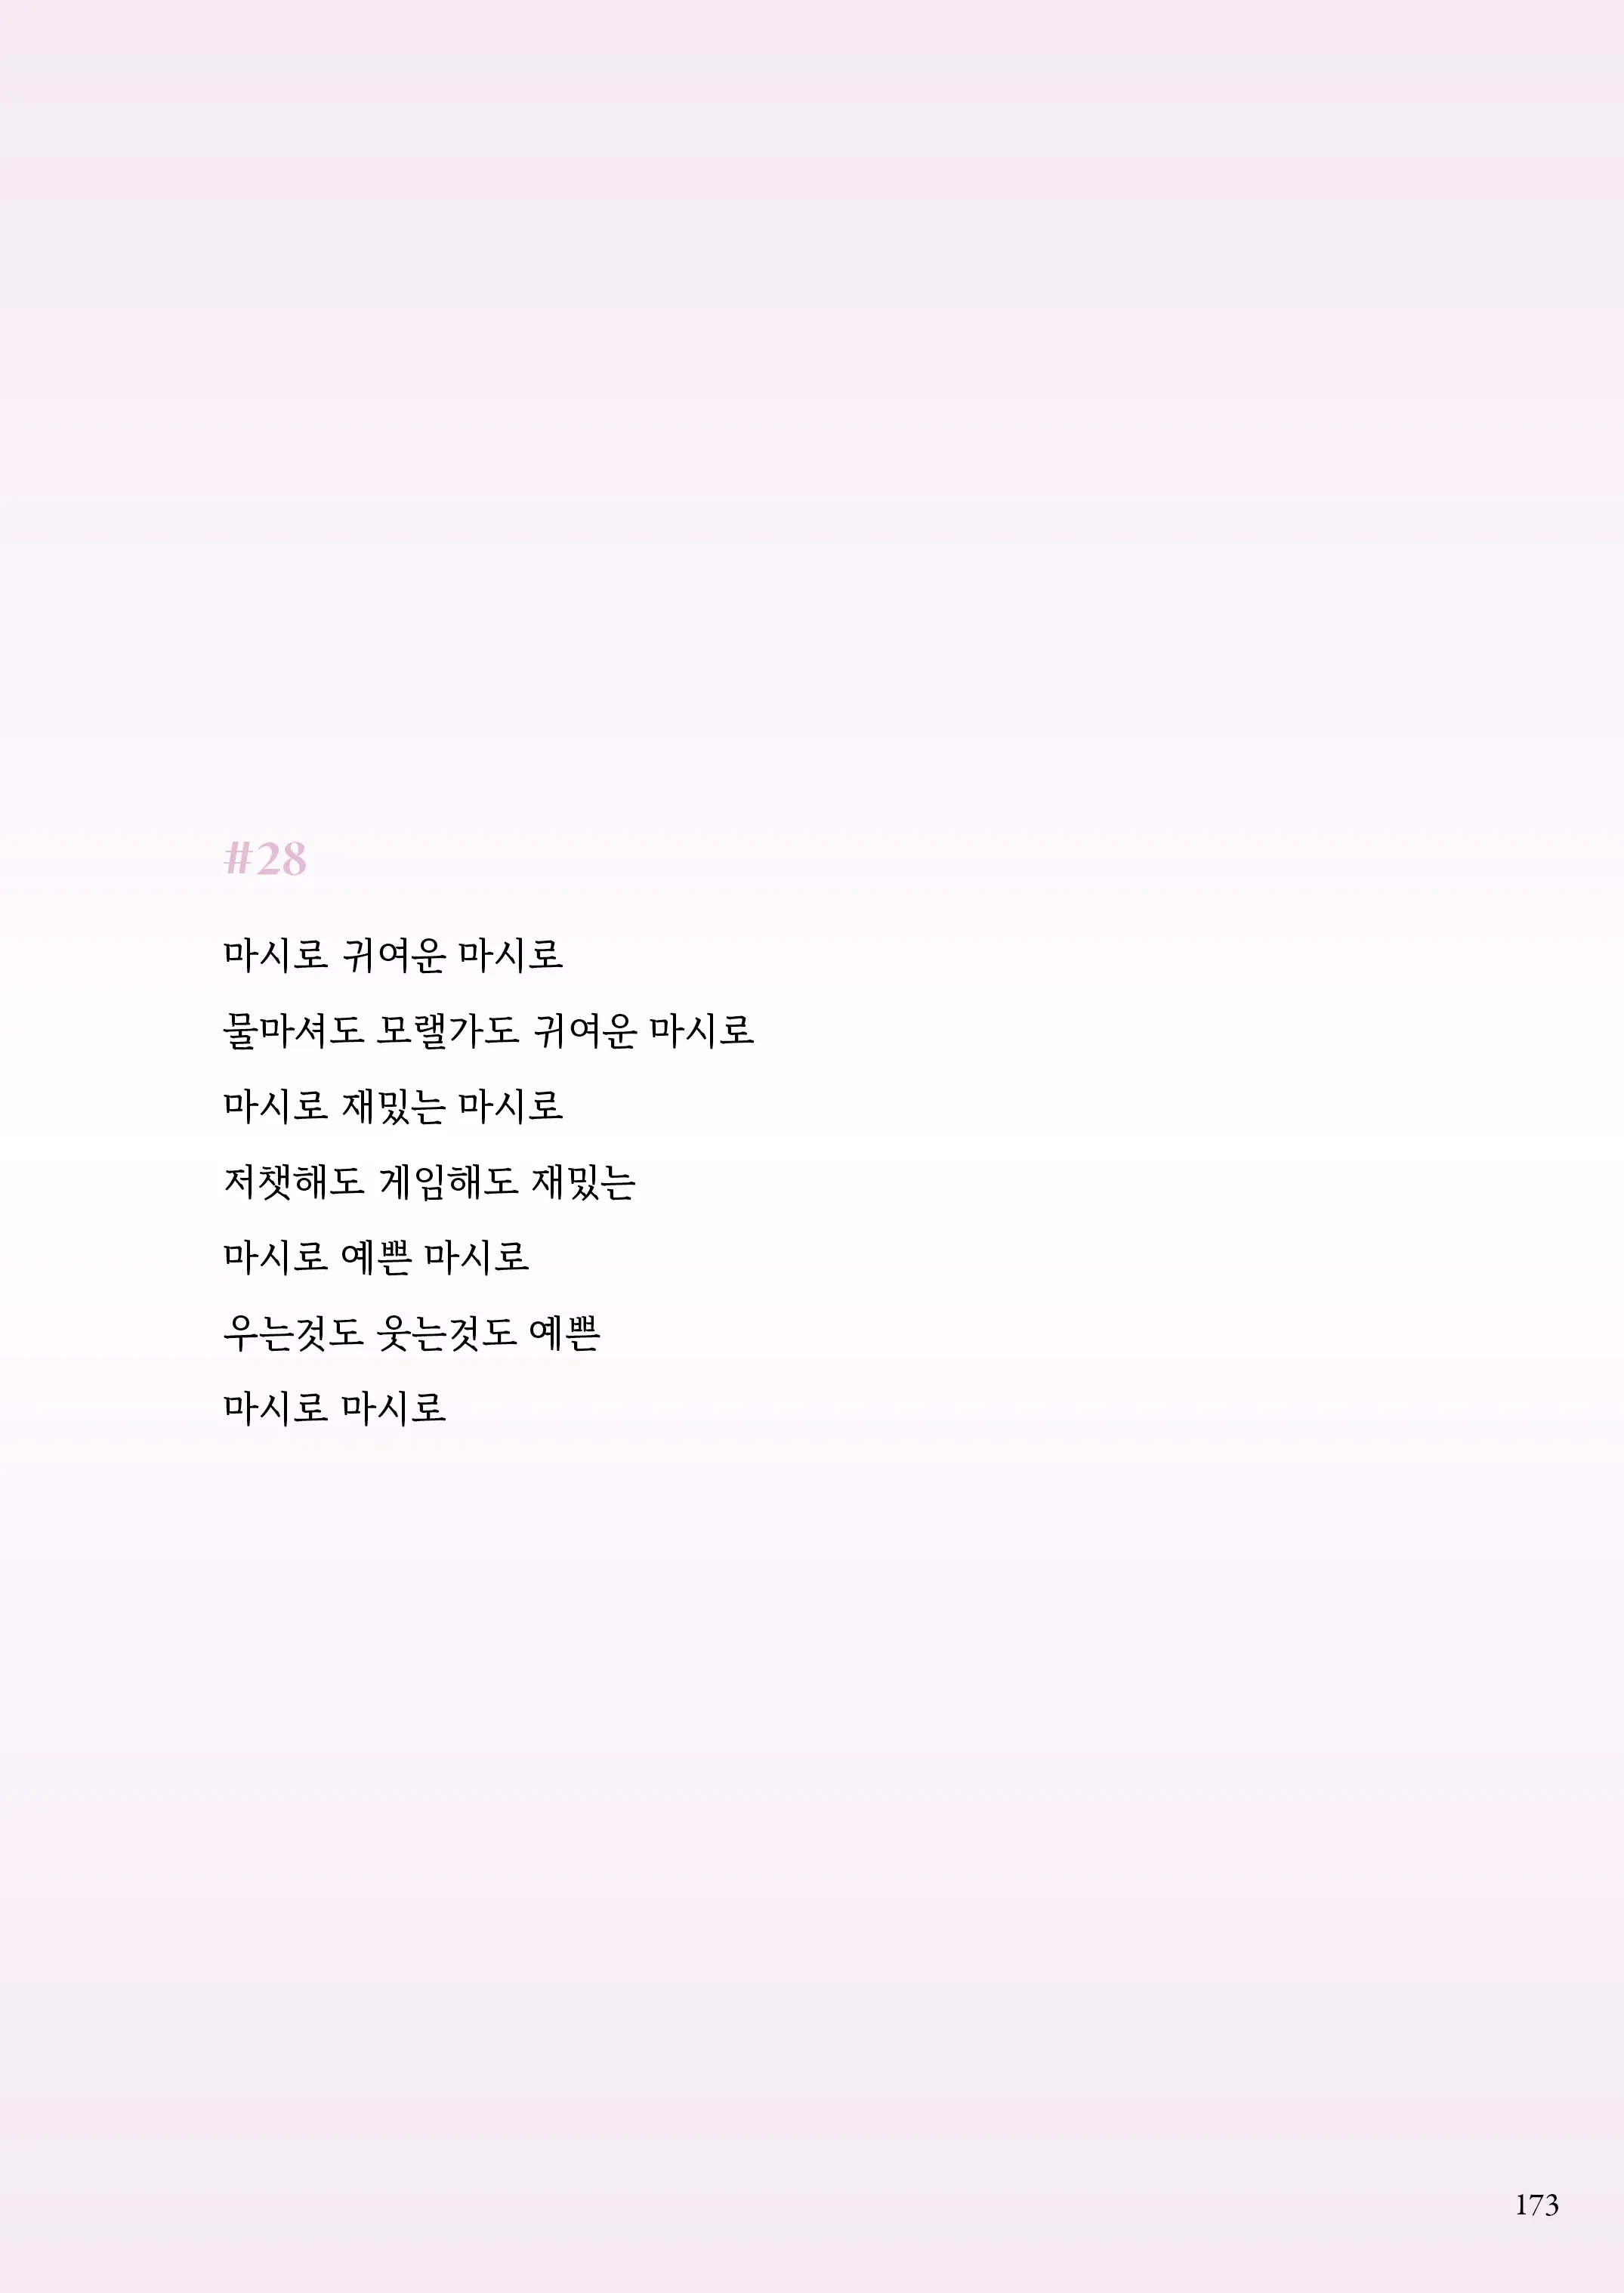 #28
마시로 귀여운 마시로
물마셔도 모랠가도 귀여운 마시로
마시로 재밌는 마시로
저챗해도 게임해도 재밌는
마시로 예쁜 마시로
우는것도 웃는것도 예쁜
마시로 마시로
173